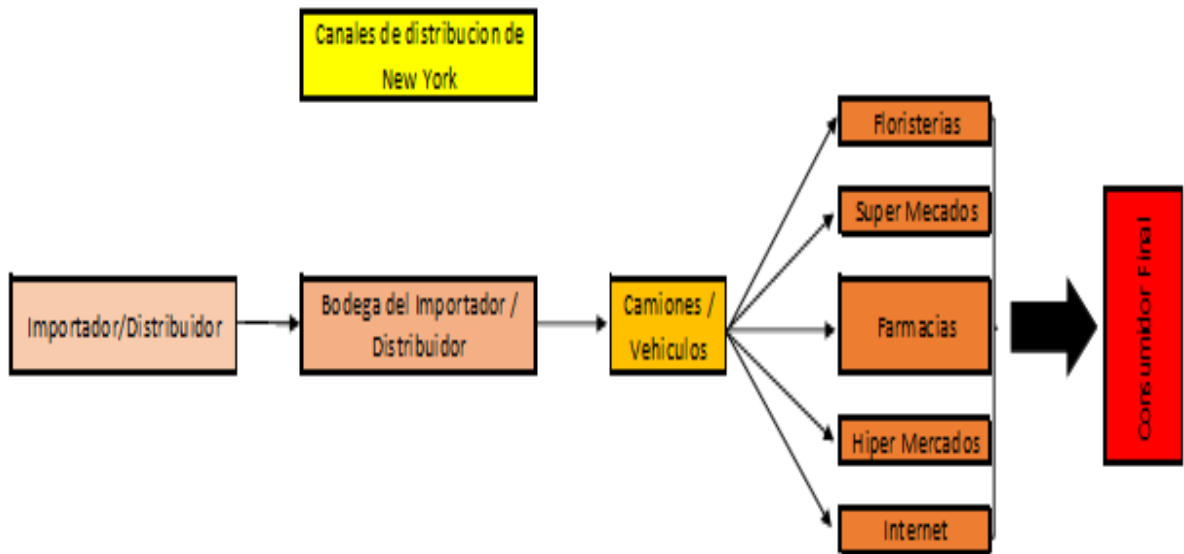 Canales de distribucion de
New York
Floristerias
Super Mecados
Importador/Distribuidor
Bodega del Importador /
Distribuidor
Camiones /
Vehiculos
Farmacias
Hiper Mercados
Internet
Consumidor Final